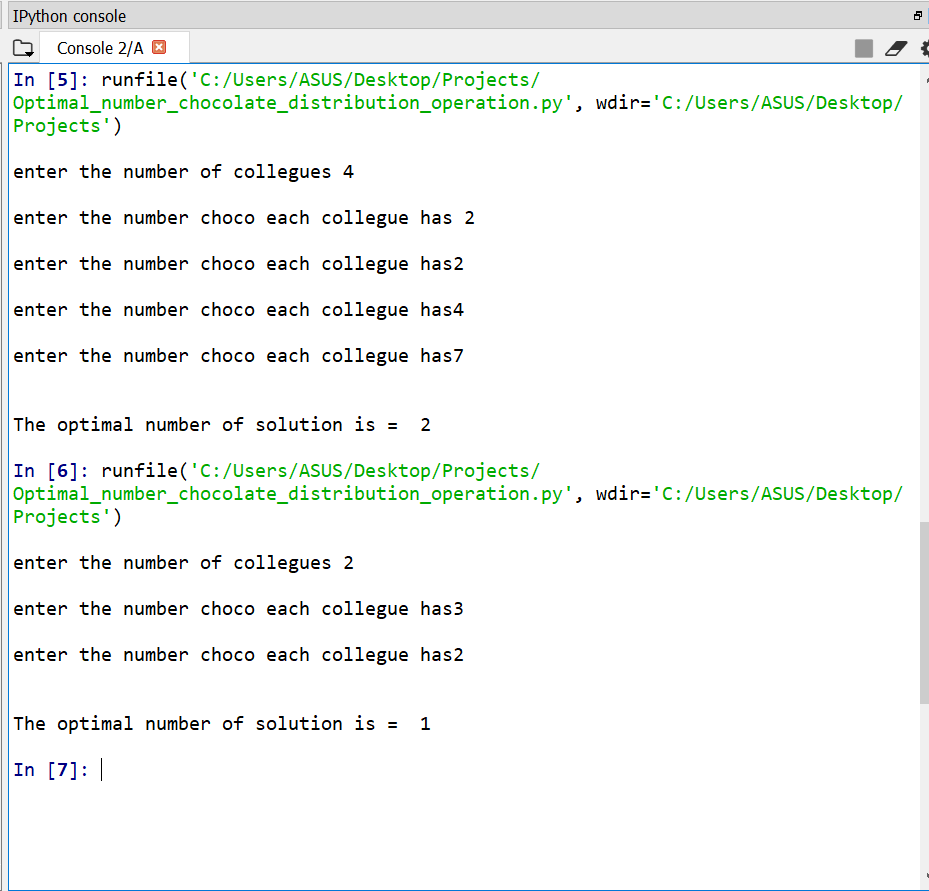 IPython console
Console 2/A
In [5]: runfile('C:/Users/ASUS/Desktop/Projects/
Optimal_number_chocolate_distribution_operation.py', wdir='C:/Users/ASUS/Desktop/
Projects')
enter the number of collegues 4
enter the number choco each collegue has 2
enter the number choco each collegue has2
enter the number choco each collegue has4
enter the number choco each collegue has7
The optimal number of solution is =  2
In [6]: runfile('C:/Users/ASUS/Desktop/Projects/
Optimal_number_chocolate_distribution_operation.py', wdir='C:/Users/ASUS/Desktop/
Projects')
enter the number of collegues 2
enter the number choco each collegue has3
enter the number choco each collegue has2
The optimal number of solution is =  1
In [7]: